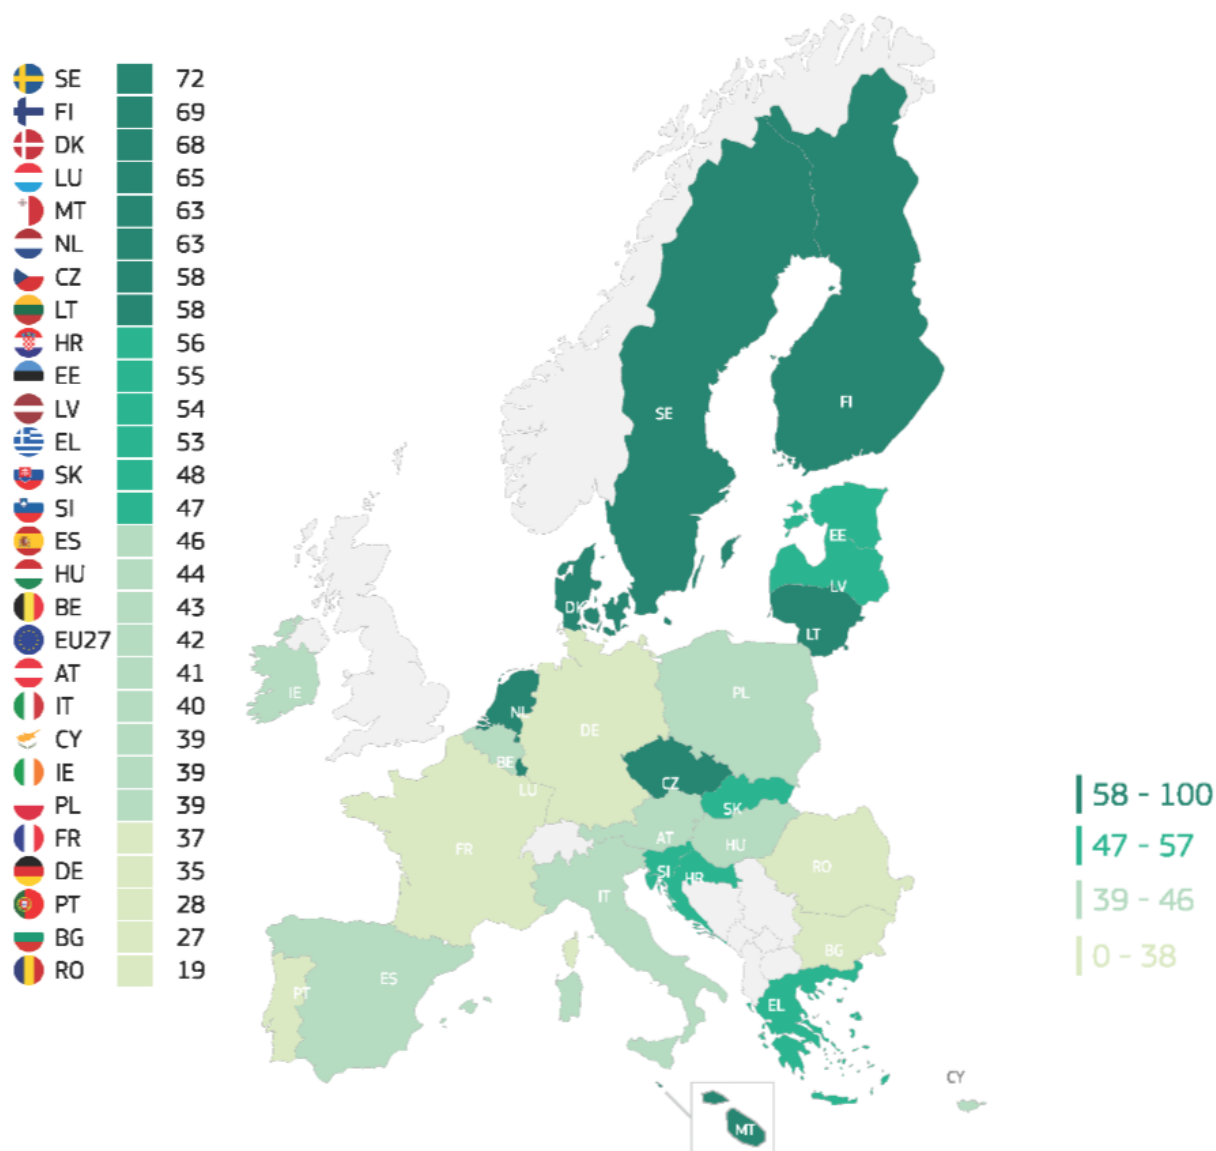 SE 72
FI 69
DK 68
LU 65
MT 63
NL 63
CZ 58
LT 58
HR 56
EE 55
LV 54
EL 53
SK 48
SI 47
ES 46
HU 44
BE 43
EU27 42
AT 41
IT 40
CY 39
IE 39
PL 39
FR 37
DE 35
PT 28
BG 27
RO 19
SE
FI
EE
LV
DK
LT
IE
PL
NL
DE
BE
CZ
LU
SK
AT
HU
FR
RO
SI
HR
IT
BG
ES
PT
EL
CY
MT
58 - 100
47 - 57
39 - 46
0 - 38